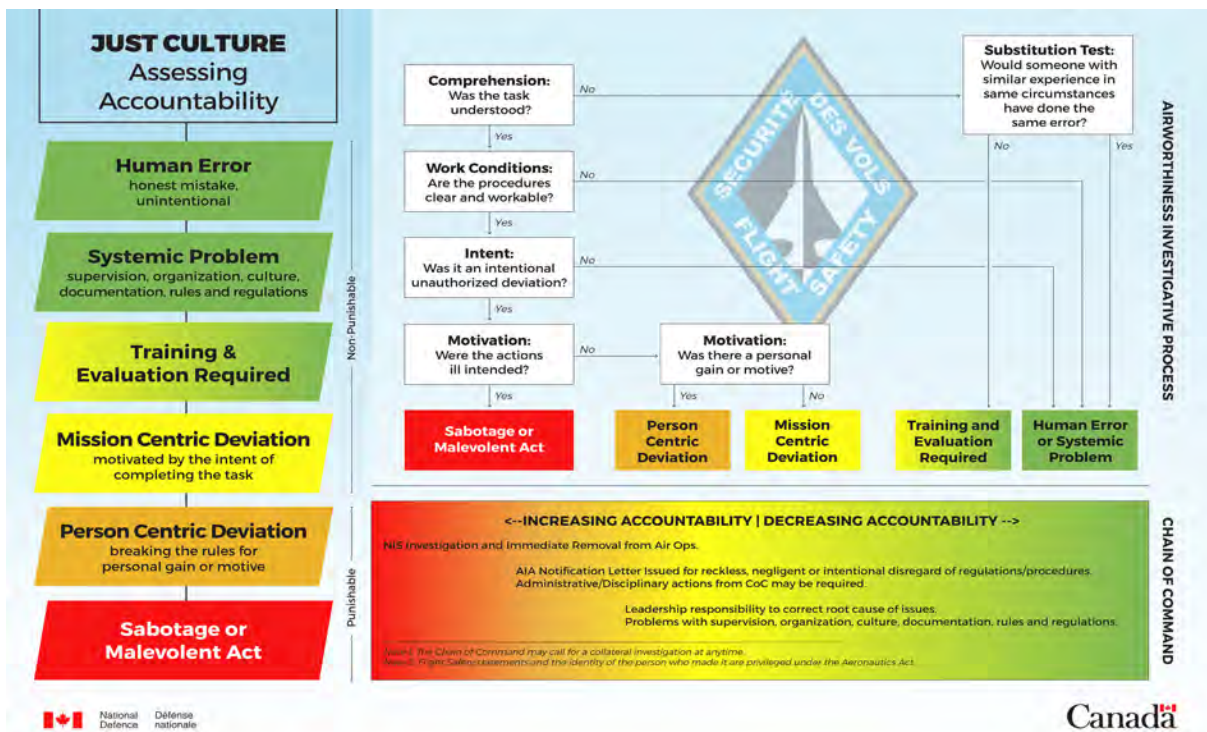 JUST CULTURE
Assessing
Accountability
Human Error
honest mistake,
unintentional
Systemic Problem
supervision, organization, culture,
documentation, rules and regulations
Training &
Evaluation Required
Mission Centric Deviation
motivated by the intent of
completing the task
Person Centric Deviation
breaking the rules for
personal gain or motive
Sabotage or
Malevolent Act
Non-Punishable
Punishable
Comprehension:
Was the task
understood?
No
Yes
Substitution Test:
Would someone with
similar experience in
same circumstances
have done the
same error?
No
Yes
Work Conditions:
Are the procedures
clear and workable?
No
Yes
Intent:
Was it an intentional
unauthorized deviation?
No
Yes
Motivation:
Were the actions
ill intended?
No
Yes
Motivation:
Was there a personal
gain or motive?
Yes
No
SECURITE
DES VOLS
FLIGHT
SAFETY
Sabotage or
Malevolent Act
Person
Centric
Deviation
Mission
Centric
Deviation
Training and
Evaluation
Required
Human Error
or Systemic
Problem
AIRWORTHINESS INVESTIGATIVE PROCESS
<--INCREASING ACCOUNTABILITY | DECREASING ACCOUNTABILITY -->
NIS Investigation and Immediate Removal from Air Ops.
AIA Notification Letter Issued for reckless, negligent or intentional disregard of regulations/procedures.
Administrative/Disciplinary actions from CoC may be required.
Leadership responsibility to correct root cause of issues.
Problems with supervision, organization, culture, documentation, rules and regulations.
The Chain of Command may call for a collateral investigation at anytime.
Flight Safety statements and the identity of the person who made it are privileged under the Aeronautics Act.
CHAIN OF COMMAND
National
Defence
Défense
nationale
Canada